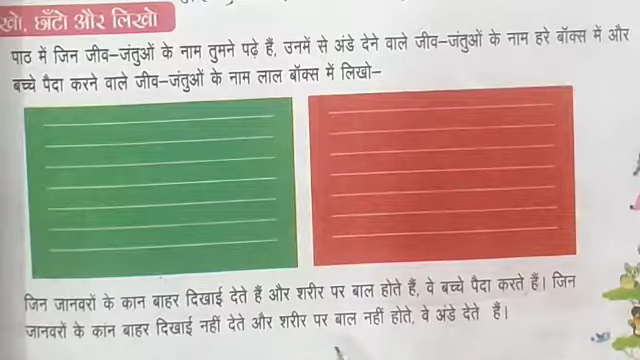 खो, छाँटो और लिखो
पाठ में जिन जीव–जंतुओं के नाम तुमने पढ़े हैं, उनमें से अंडे देने वाले जीव–जंतुओं के नाम हरे बॉक्स में और
बच्चे पैदा करने वाले जीव–जंतुओं के नाम लाल बॉक्स में लिखो–
जिन जानवरों के कान बाहर दिखाई देते हैं और शरीर पर बाल होते हैं, वे बच्चे पैदा करते हैं। जिन
जानवरों के कान बाहर दिखाई नहीं देते और शरीर पर बाल नहीं होते, वे अंडे देते हैं।